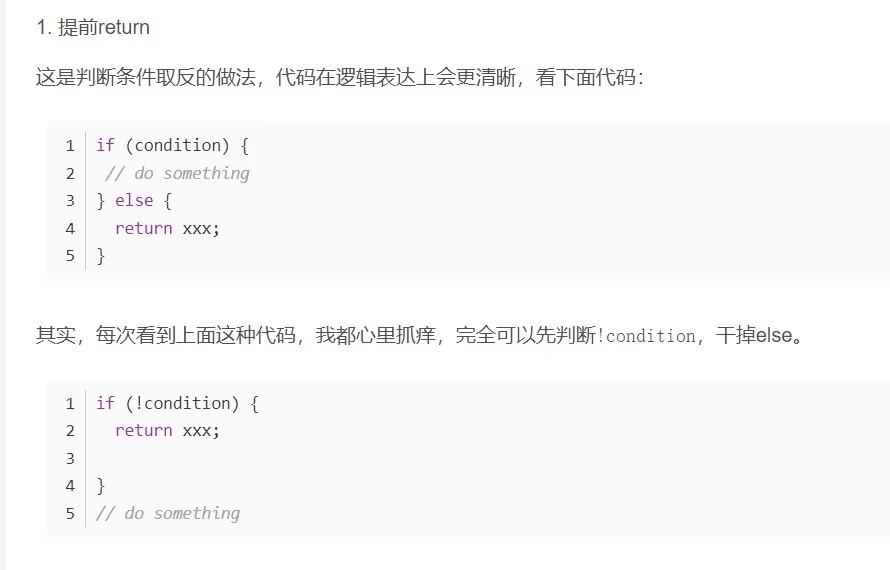 1. 提前return
这是判断条件取反的做法，代码在逻辑表达上会更清晰，看下面代码：
1 if (condition) {
2  // do something
3 } else {
4   return xxx;
5 }
其实，每次看到上面这种代码，我都心里抓痒，完全可以先判断!condition，干掉else。
1 if (!condition) {
2   return xxx;
3
4 }
5 // do something